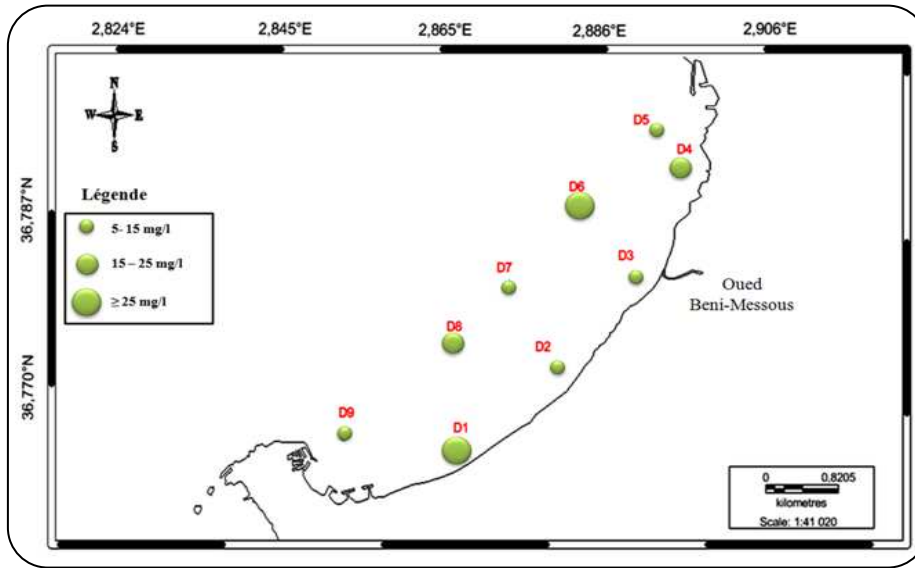 2,824°E 2,845°E 2,865°E 2,886°E 2,906°E
N
W E
S
D5
D4
D6
Légende
36,787°N
5- 15 mg/l
15 – 25 mg/l
≥ 25 mg/l
D3
D7
Oued
Beni-Messous
D8
D2
36,770°N
D9
D1
0 0,8205
kilometres
Scale: 1:41 020